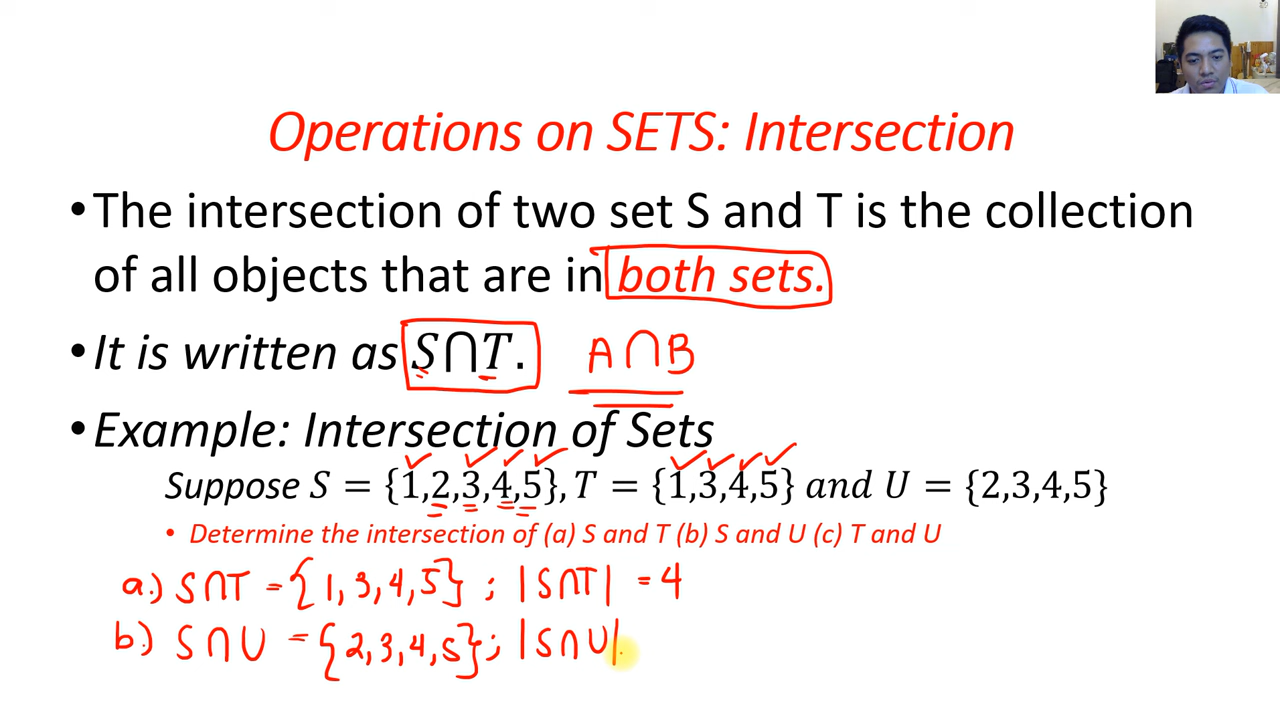 Operations on SETS: Intersection
•The intersection of two set S and T is the collection
of all objects that are in both sets.
•It is written as S∩T. A∩B
•Example: Intersection of Sets
Suppose S = {1,2,3,4,5}, T = {1,3,4,5} and U = {2,3,4,5}
• Determine the intersection of (a) S and T (b) S and U (c) T and U
a.) S∩T = {1,3,4,5} ; |S∩T| = 4
b.) S∩U = {2,3,4,5}; |S∩U|